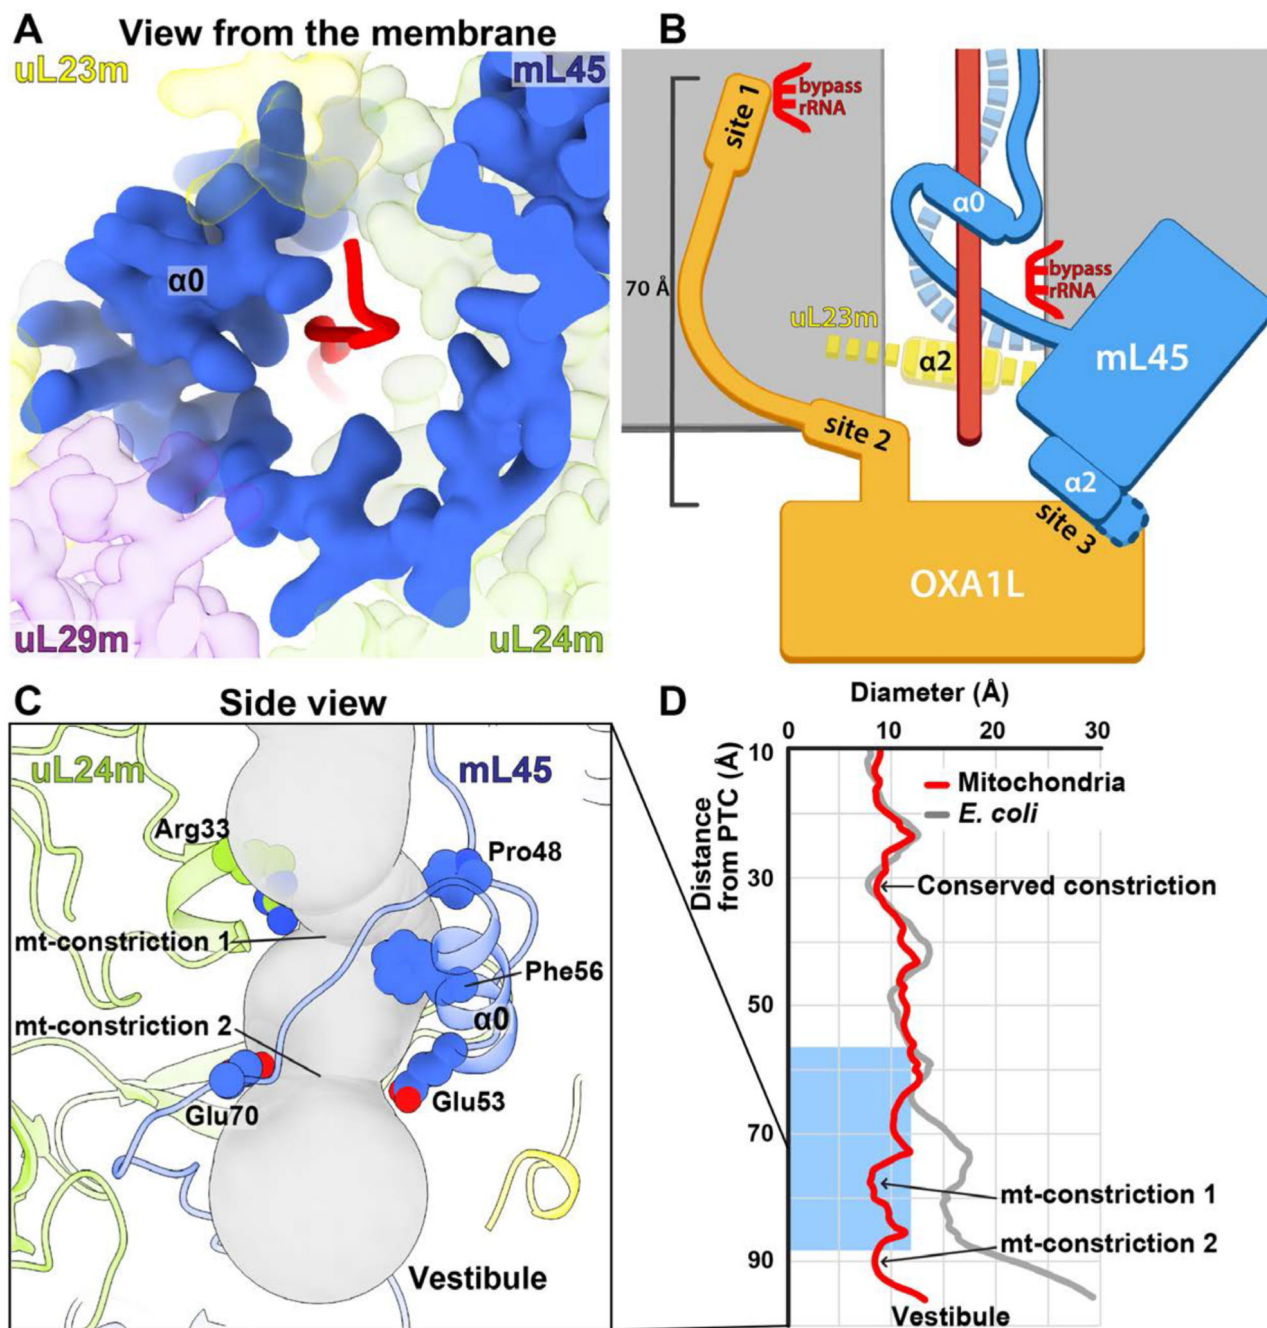 A View from the membrane
uL23m
mL45
α0
uL29m
uL24m
B
site 1
bypass
rRNA
α0
70 Å
bypass
rRNA
uL23m
α2
mL45
site 2
α2
site 3
OXA1L
C Side view
uL24m
mL45
Arg33
Pro48
mt-constriction 1
Phe56
mt-constriction 2
α0
Glu70
Glu53
Vestibule
D
Diameter (Å)
0 10 20 30
Distance
from PTC (Å)
10
30
50
70
90
Mitochondria
E. coli
Conserved constriction
mt-constriction 1
mt-constriction 2
Vestibule